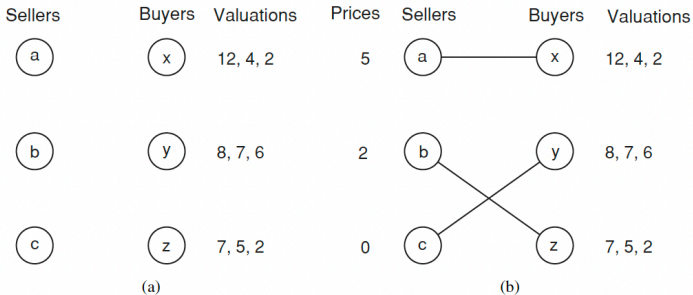 Sellers Buyers Valuations Prices Sellers Buyers Valuations
a x 12, 4, 2 5 a x 12, 4, 2
b y 8, 7, 6 2 b y 8, 7, 6
c z 7, 5, 2 0 c z 7, 5, 2
(a) (b)